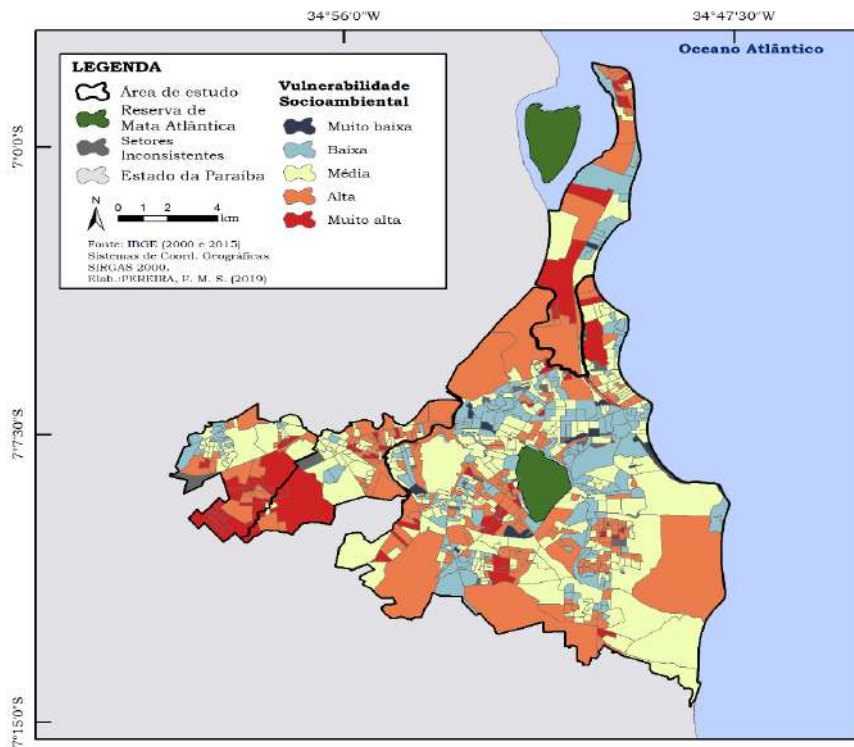 34°56'0"W
34°47'30"W
Oceano Atlântico
LEGENDA
Área de estudo
Reserva de
Mata Atlântica
Setores
Inconsistentes
Estado da Paraíba
Vulnerabilidade
Socioambiental
Muito baixa
Baixa
Média
Alta
Muito alta
N
0 1 2 4
km
Fonte: IBGE (2000 e 2015)
Sistemas de Coord. Geográficas
SIRGAS 2000.
Elab.:PEREIRA, F. M. S. (2019)
7°0'0"S
7°7'30"S
7°15'0"S